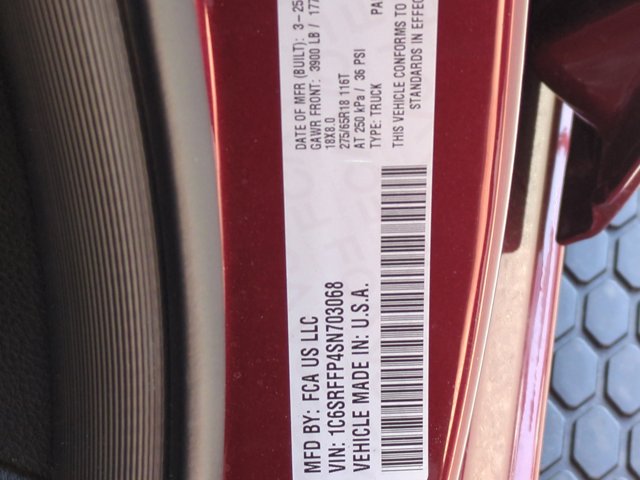 MFD BY: FCA US LLC
VIN: 1C6SRFFP4SN703068
VEHICLE MADE IN: U.S.A.
DATE OF MFR (BUILT): 3-25
GAWR FRONT: 3900 LB / 177
18X8.0
275/65R18 116T
AT 250 kPa / 36 PSI
TYPE: TRUCK
PA
THIS VEHICLE CONFORMS TO
STANDARDS IN EFFEC